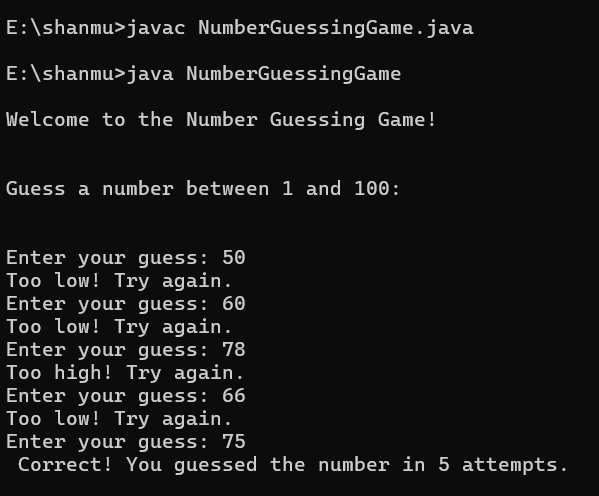 E:\shanmu>javac NumberGuessingGame.java
E:\shanmu>java NumberGuessingGame
Welcome to the Number Guessing Game!
Guess a number between 1 and 100:
Enter your guess: 50
Too low! Try again.
Enter your guess: 60
Too low! Try again.
Enter your guess: 78
Too high! Try again.
Enter your guess: 66
Too low! Try again.
Enter your guess: 75
Correct! You guessed the number in 5 attempts.